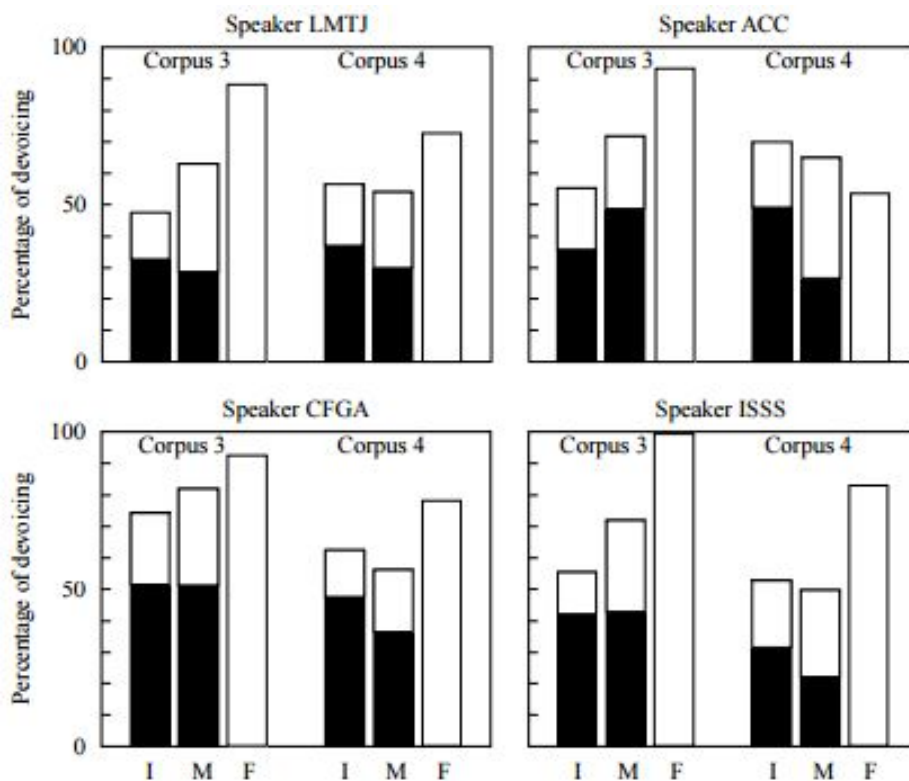 Speaker LMTJ
Speaker ACC
100
Corpus 3
Corpus 4
Corpus 3
Corpus 4
Percentage of devoicing
50
0
Speaker CFGA
Speaker ISSS
100
Corpus 3
Corpus 4
Corpus 3
Corpus 4
Percentage of devoicing
50
0
I M F I M F I M F I M F